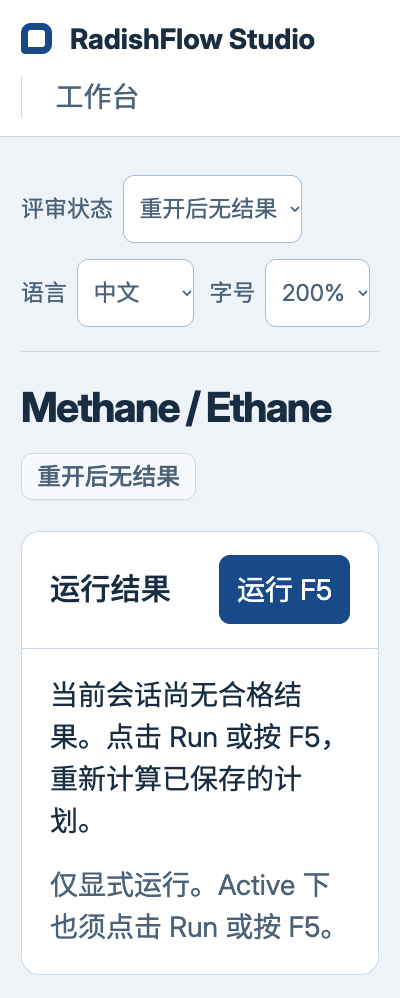 RadishFlow Studio
工作台
评审状态 重开后无结果
语言 中文 字号 200%
Methane / Ethane
重开后无结果
运行结果 运行 F5
当前会话尚无合格结
果。点击 Run 或按 F5，
重新计算已保存的计
划。
仅显式运行。Active 下
也须点击 Run 或按 F5。